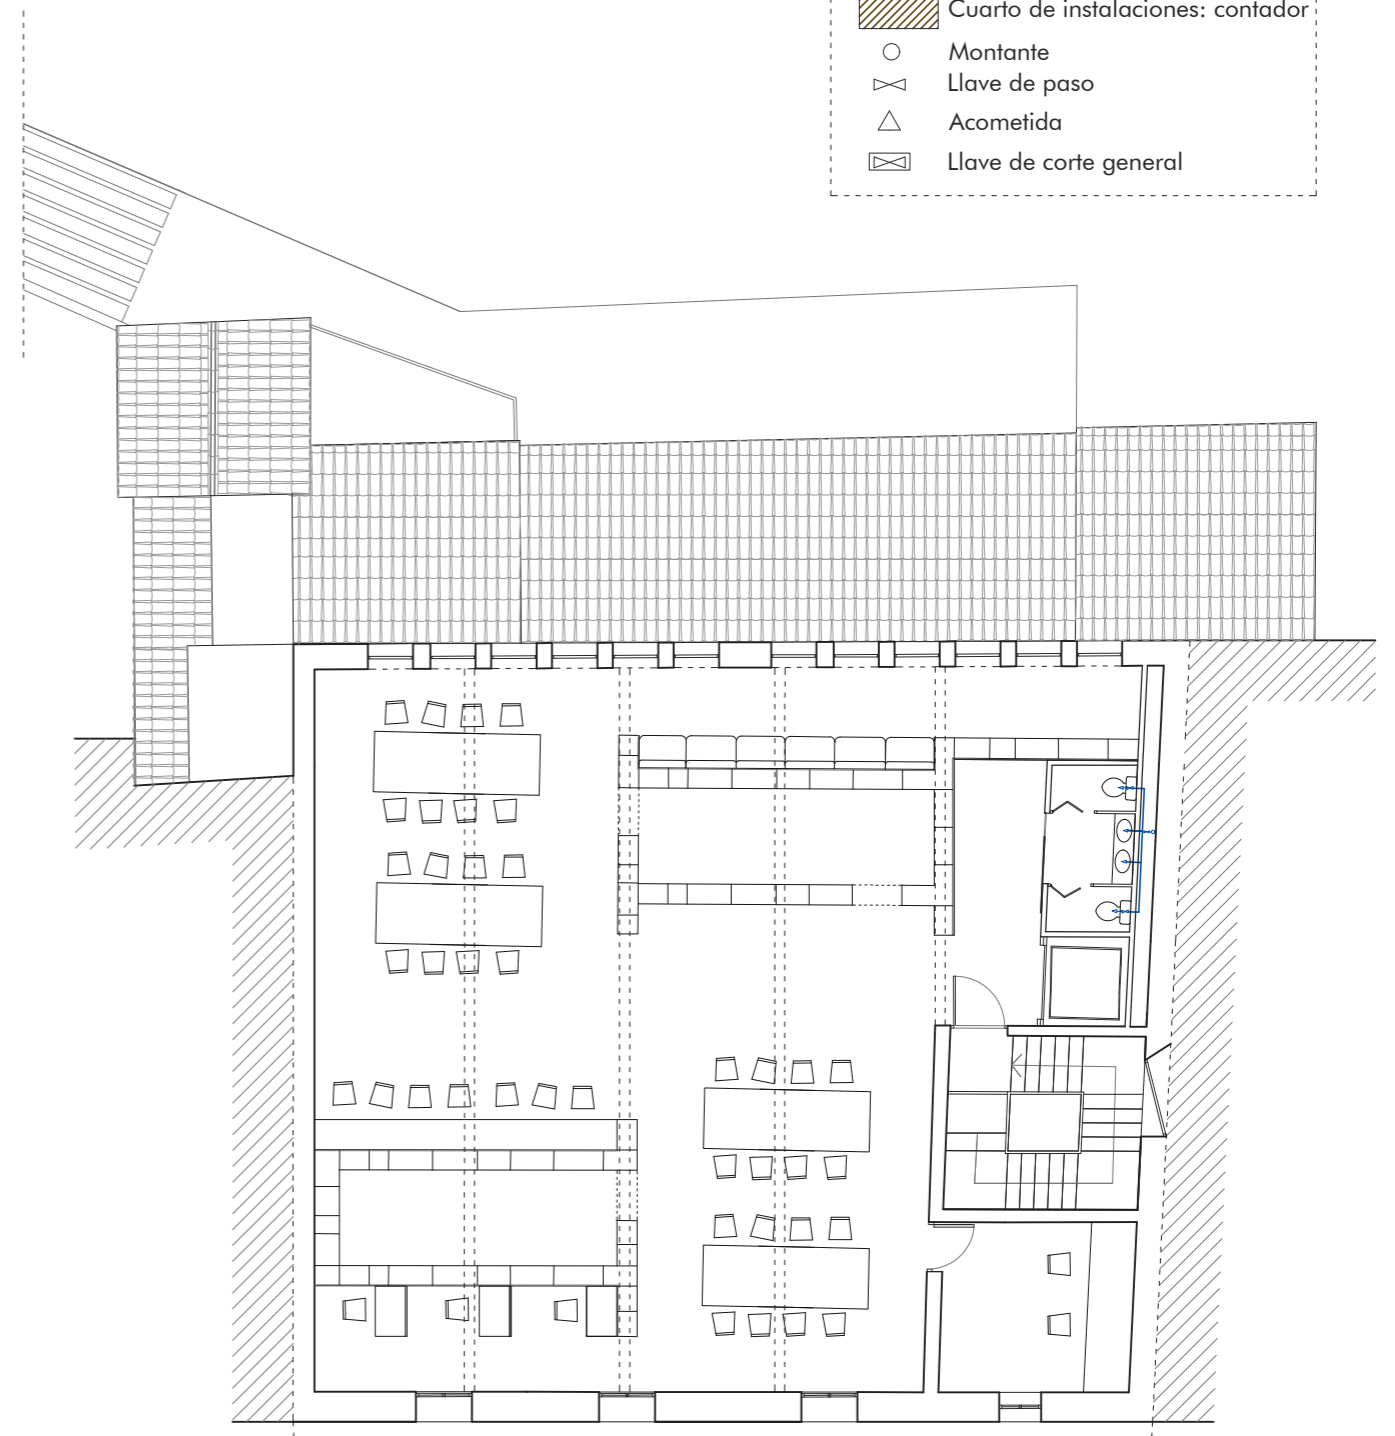 Cuarto de instalaciones: contador
Montante
Llave de paso
Acometida
Llave de corte general